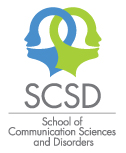 SCSD
School of
Communication Sciences
and Disorders